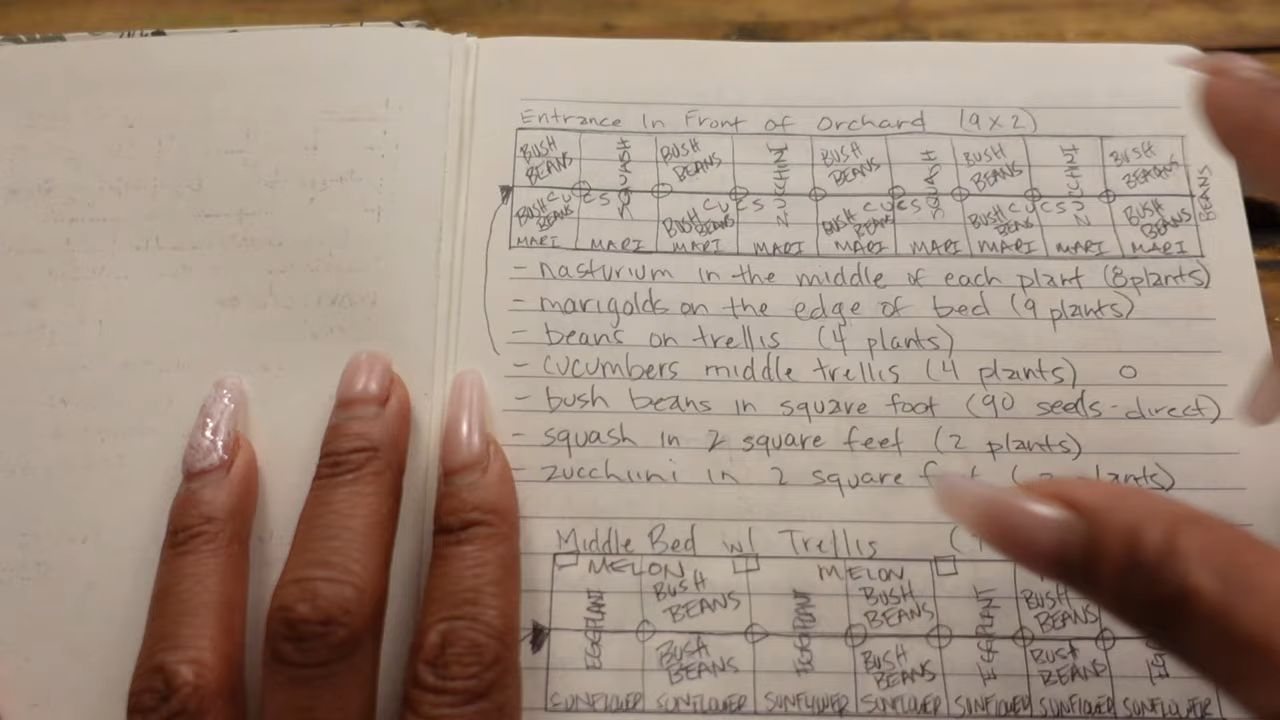 Entrance In Front of Orchard (9 x 2)
BUSH BEANS SQUASH BUSH BEANS ZUCHINI BUSH BEANS SQUASH BUSH BEANS ZUCHINI BUSH BEANS BEANS
BUSH BEANS CUCS BUSH BEANS CUCS BUSH BEANS CUCS BUSH BEANS CUCS BUSH BEANS
MARI MARI MARI MARI MARI MARI MARI MARI MARI
- nasturium in the middle of each plant (8 plants)
- marigolds on the edge of bed (9 plants)
- beans on trellis (4 plants)
- cucumbers middle trellis (4 plants) O
- bush beans in square foot (90 seeds-direct)
- squash in 2 square feet (2 plants)
- zucchini in 2 square plants)
Middle Bed w/ Trellis (
MELON MELON
EGGPLANT BUSH BEANS EGGPLANT BUSH BEANS EGGPLANT BUSH BEANS
BUSH BEANS BUSH BEANS BUSH BEANS
SUNFLOWER SUNFLOWER SUNFLOWER SUNFLOWER SUNFLOWER SUNFLOWER SUNFLOWER